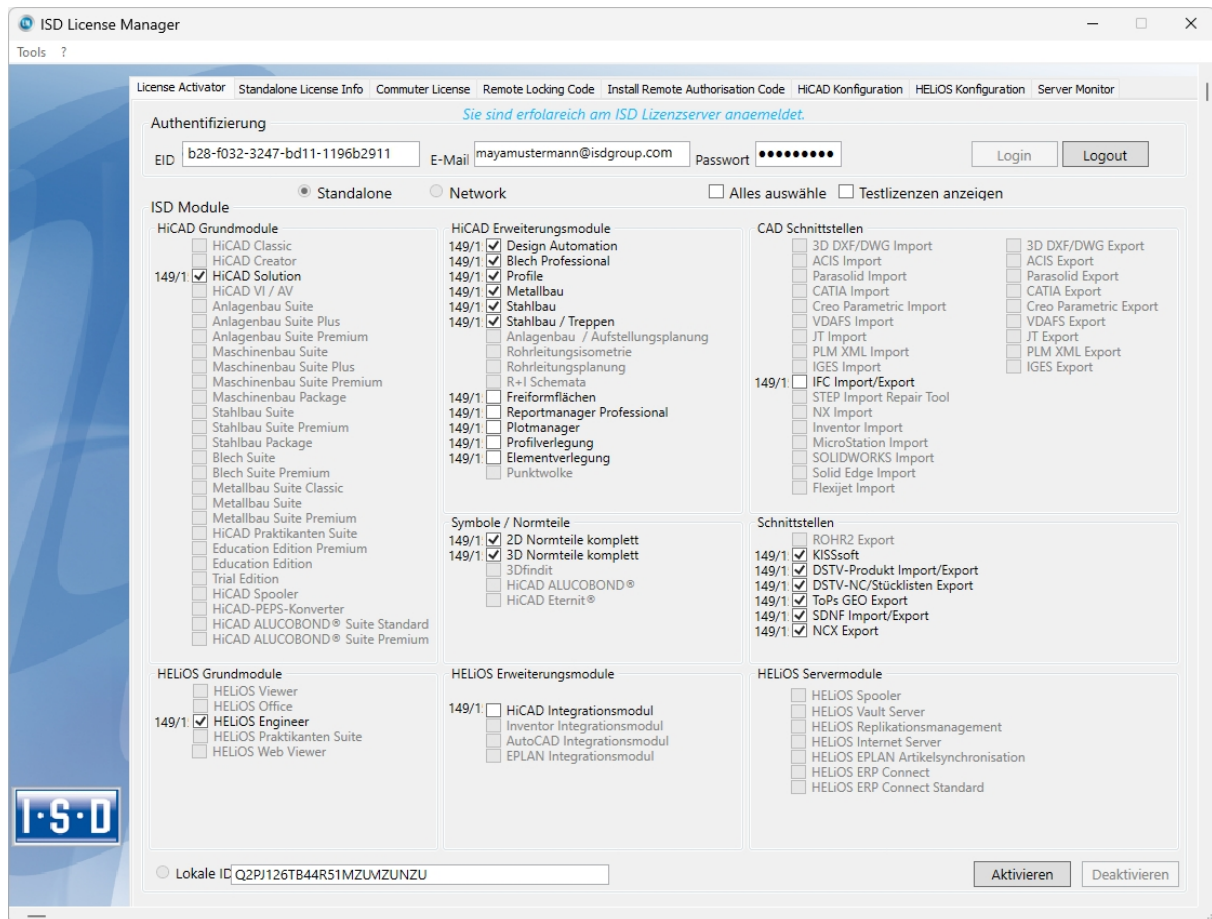 ISD License Manager
Tools ?
License Activator Standalone License Info Commuter License Remote Locking Code Install Remote Authorisation Code HiCAD Konfiguration HELiOS Konfiguration Server Monitor
Sie sind erfolgreich am ISD Lizenzserver angemeldet.
Authentifizierung
EID b28-f032-3247-bd11-1196b2911 E-Mail mayamustermann@isdgroup.com Passwort ●●●●●●●●● Login Logout
Standalone Network Alles auswähle Testlizenzen anzeigen
ISD Module
HiCAD Grundmodule
HiCAD Classic
HiCAD Creator
149/1: HiCAD Solution
HiCAD VI / AV
Anlagenbau Suite
Anlagenbau Suite Plus
Anlagenbau Suite Premium
Maschinenbau Suite
Maschinenbau Suite Plus
Maschinenbau Suite Premium
Maschinenbau Package
Stahlbau Suite
Stahlbau Suite Premium
Stahlbau Package
Blech Suite
Blech Suite Premium
Metallbau Suite Classic
Metallbau Suite
Metallbau Suite Premium
HiCAD Praktikanten Suite
Education Edition Premium
Education Edition
Trial Edition
HiCAD Spooler
HiCAD-PEPS-Konverter
HiCAD ALUCOBOND® Suite Standard
HiCAD ALUCOBOND® Suite Premium
HiCAD Erweiterungsmodule
149/1: Design Automation
149/1: Blech Professional
149/1: Profile
149/1: Metallbau
149/1: Stahlbau
149/1: Stahlbau / Treppen
Anlagenbau / Aufstellungsplanung
Rohrleitungsisometrie
Rohrleitungsplanung
R+I Schemata
149/1: Freiformflächen
149/1: Reportmanager Professional
149/1: Plotmanager
149/1: Profilverlegung
149/1: Elementverlegung
Punktwolke
CAD Schnittstellen
3D DXF/DWG Import 3D DXF/DWG Export
ACIS Import ACIS Export
Parasolid Import Parasolid Export
CATIA Import CATIA Export
Creo Parametric Import Creo Parametric Export
VDAFS Import VDAFS Export
JT Import JT Export
PLM XML Import PLM XML Export
IGES Import IGES Export
149/1: IFC Import/Export
STEP Import Repair Tool
NX Import
Inventor Import
MicroStation Import
SOLIDWORKS Import
Solid Edge Import
Flexijet Import
Symbole / Normteile
149/1: 2D Normteile komplett
149/1: 3D Normteile komplett
3Dfindit
HiCAD ALUCOBOND®
HiCAD Eternit®
Schnittstellen
ROHR2 Export
149/1: KISSsoft
149/1: DSTV-Produkt Import/Export
149/1: DSTV-NC/Stücklisten Export
149/1: ToPs GEO Export
149/1: SDNF Import/Export
149/1: NCX Export
HELiOS Grundmodule
HELiOS Viewer
HELiOS Office
149/1: HELiOS Engineer
HELiOS Praktikanten Suite
HELiOS Web Viewer
HELiOS Erweiterungsmodule
149/1: HiCAD Integrationsmodul
Inventor Integrationsmodul
AutoCAD Integrationsmodul
EPLAN Integrationsmodul
HELiOS Servermodule
HELiOS Spooler
HELiOS Vault Server
HELiOS Replikationsmanagement
HELiOS Internet Server
HELiOS EPLAN Artikelsynchronisation
HELiOS ERP Connect
HELiOS ERP Connect Standard
I·S·D
Lokale ID Q2PJ126TB44R51MZUMZUNZU Aktivieren Deaktivieren